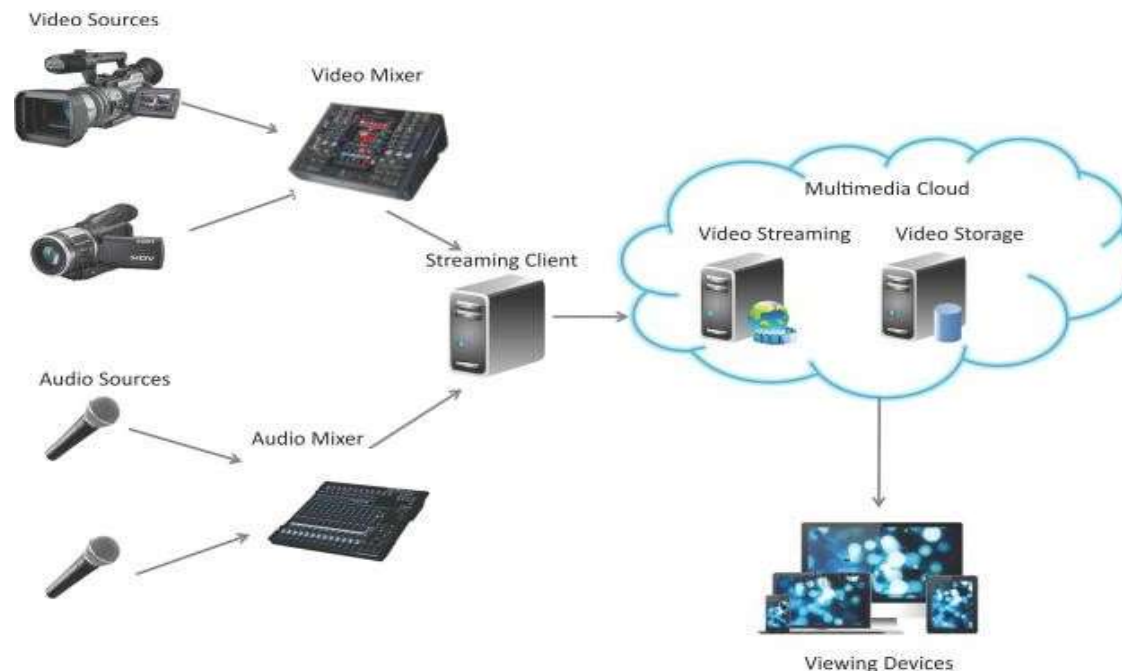 Video Sources
Video Mixer
Multimedia Cloud
Video Streaming
Video Storage
Streaming Client
Audio Sources
Audio Mixer
Viewing Devices